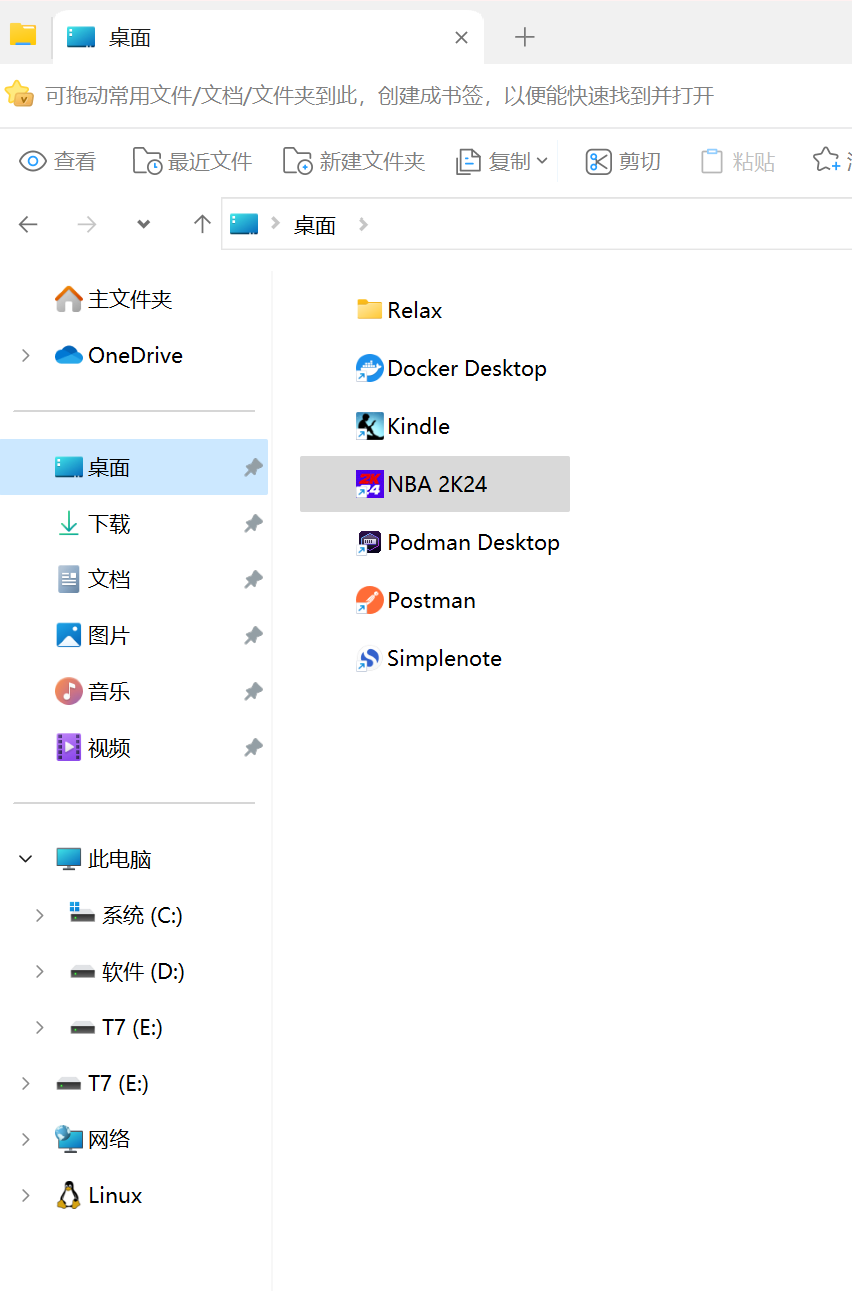 桌面
可拖动常用文件/文档/文件夹到此，创建成书签，以便能快速找到并打开
查看 最近文件 新建文件夹 复制 剪切 粘贴
桌面
主文件夹
OneDrive
桌面
下载
文档
图片
音乐
视频
此电脑
系统 (C:)
软件 (D:)
T7 (E:)
T7 (E:)
网络
Linux
Relax
Docker Desktop
Kindle
NBA 2K24
Podman Desktop
Postman
Simplenote